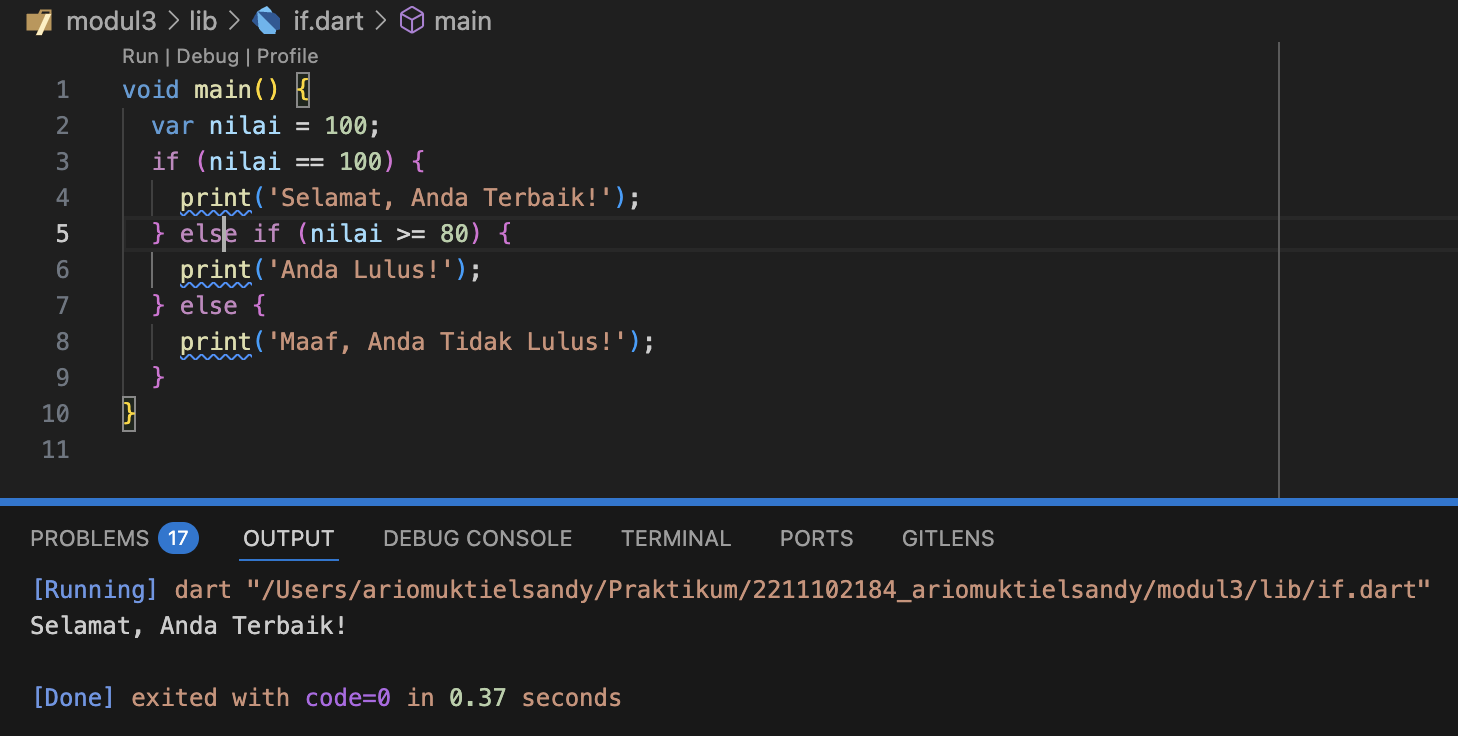 modul3 > lib > if.dart > main
Run | Debug | Profile
1 void main() {
2   var nilai = 100;
3   if (nilai == 100) {
4     print('Selamat, Anda Terbaik!');
5   } else if (nilai >= 80) {
6     print('Anda Lulus!');
7   } else {
8     print('Maaf, Anda Tidak Lulus!');
9   }
10 }
11
PROBLEMS 17 OUTPUT DEBUG CONSOLE TERMINAL PORTS GITLENS
[Running] dart "/Users/ariomuktielsandy/Praktikum/2211102184_ariomuktielsandy/modul3/lib/if.dart"
Selamat, Anda Terbaik!
[Done] exited with code=0 in 0.37 seconds